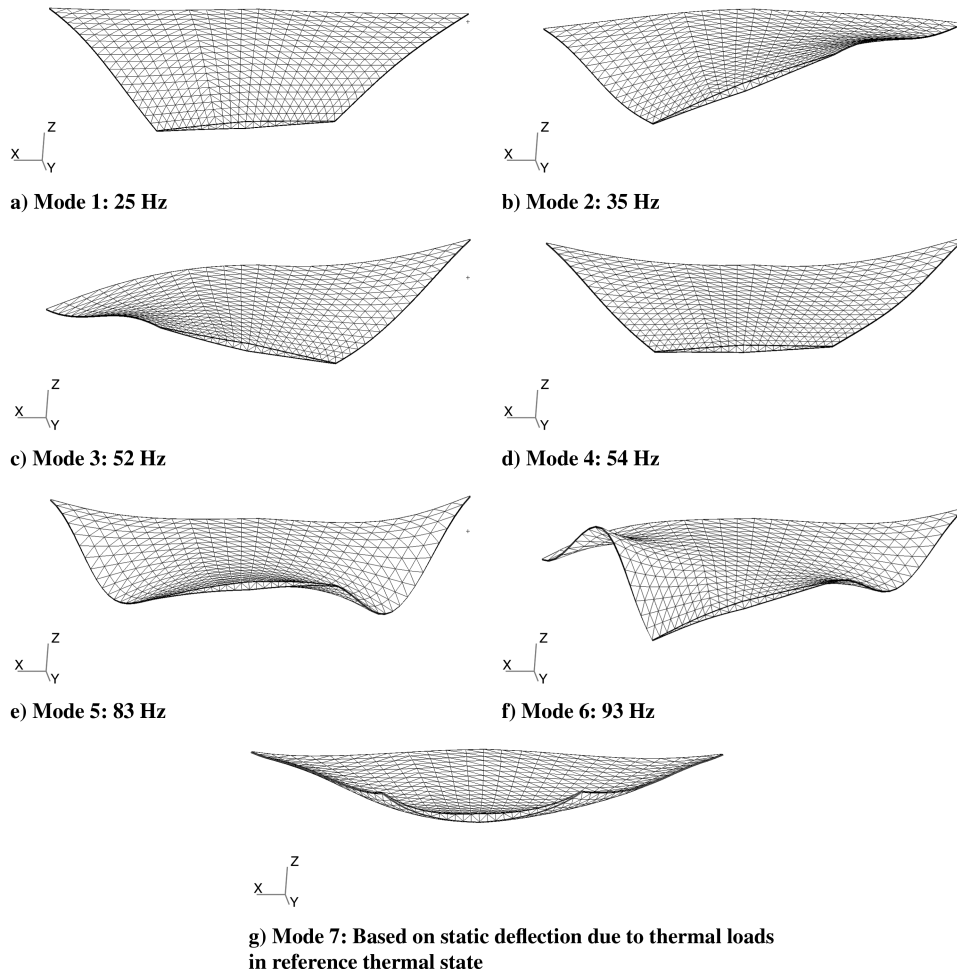 Z
X
Y
a) Mode 1: 25 Hz
Z
X
Y
b) Mode 2: 35 Hz
Z
X
Y
c) Mode 3: 52 Hz
Z
X
Y
d) Mode 4: 54 Hz
Z
X
Y
e) Mode 5: 83 Hz
Z
X
Y
f) Mode 6: 93 Hz
Z
X
Y
g) Mode 7: Based on static deflection due to thermal loads
in reference thermal state